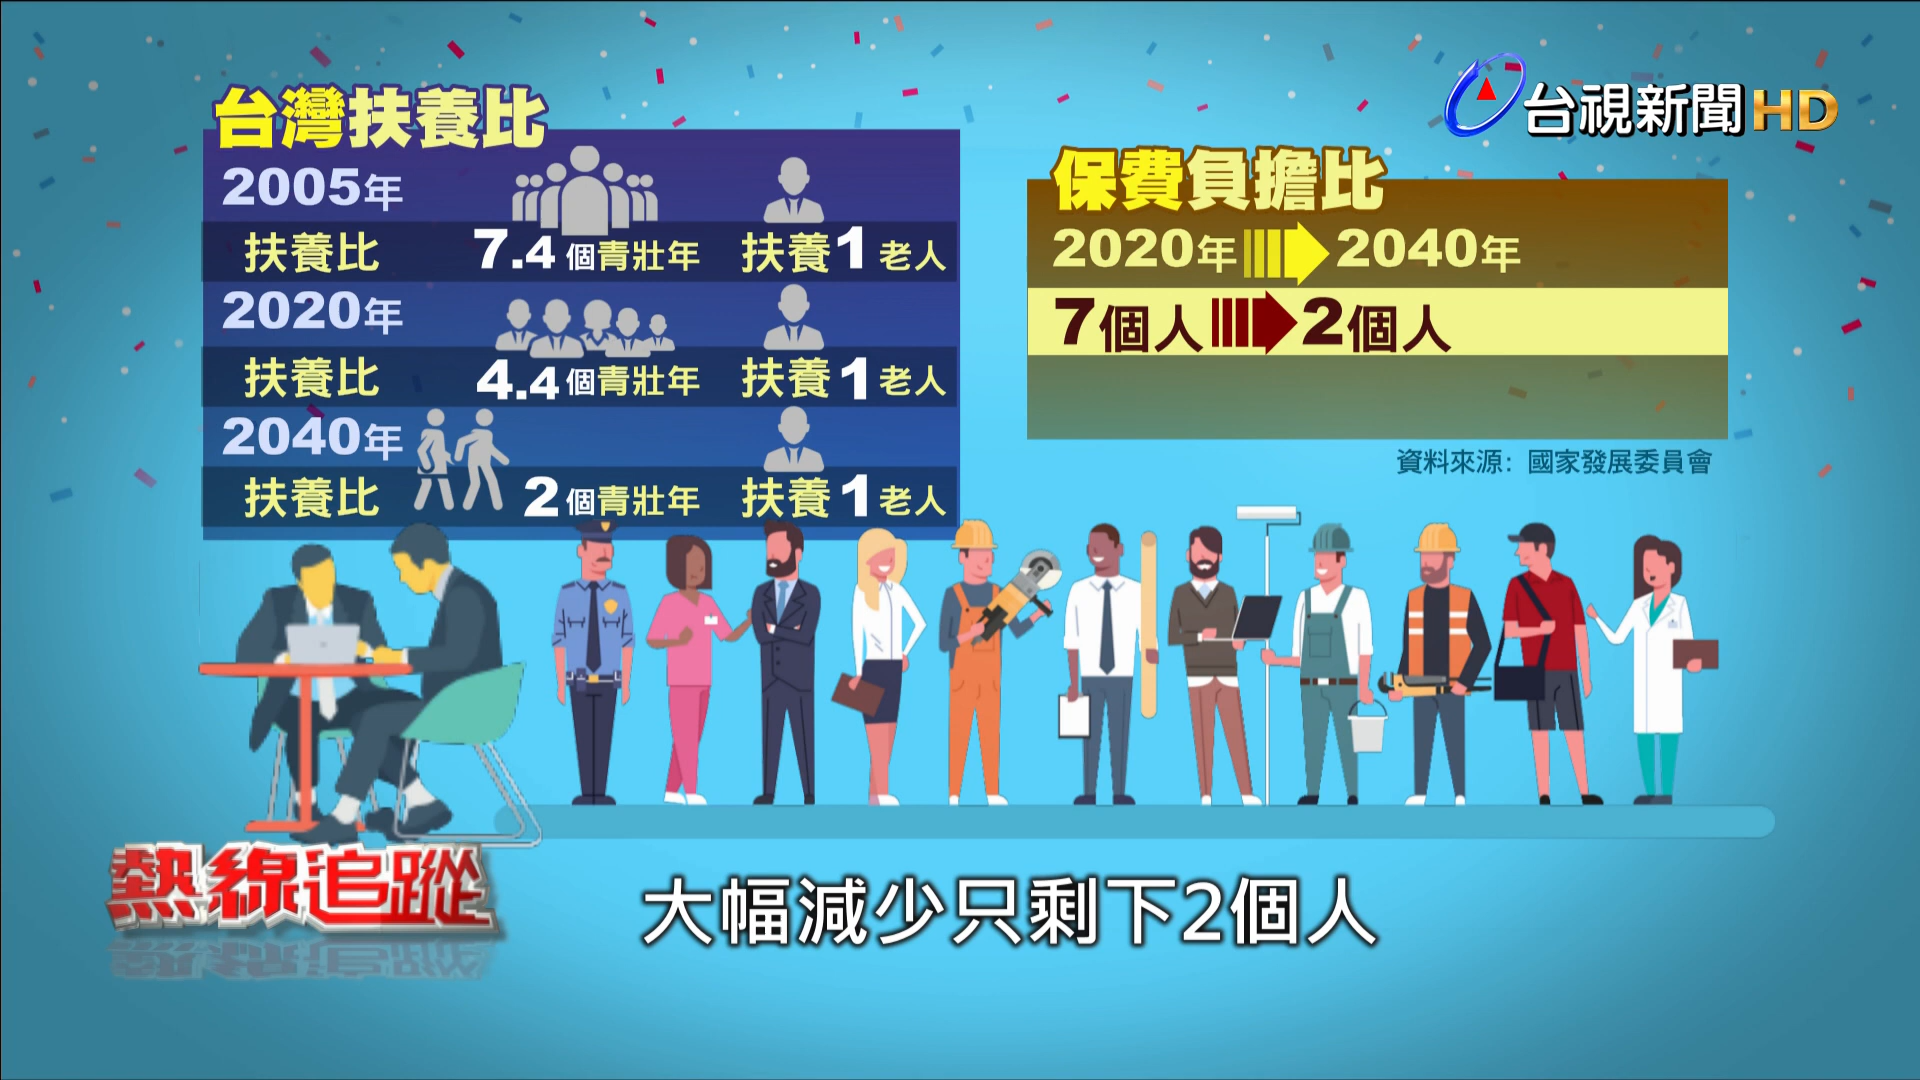 台灣扶養比
2005年
扶養比 7.4個青壯年 扶養1老人
2020年
扶養比 4.4個青壯年 扶養1老人
2040年
扶養比 2個青壯年 扶養1老人
台視新聞HD
保費負擔比
2020年 2040年
7個人 2個人
資料來源：國家發展委員會
熱線追蹤
大幅減少只剩下2個人